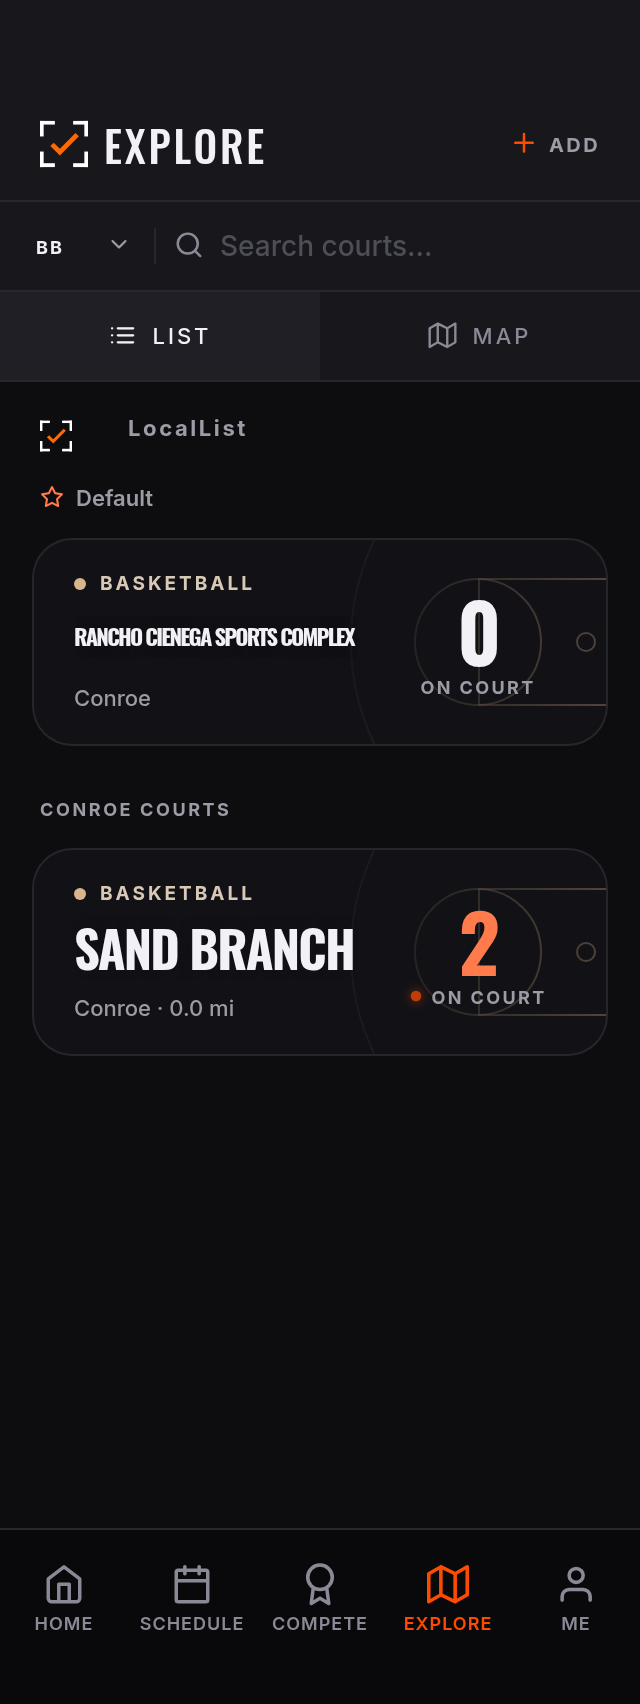 EXPLORE
ADD
BB
Search courts...
LIST
MAP
LocalList
Default
BASKETBALL
RANCHO CIENEGA SPORTS COMPLEX
Conroe
0
ON COURT
CONROE COURTS
BASKETBALL
SAND BRANCH
Conroe · 0.0 mi
2
ON COURT
HOME
SCHEDULE
COMPETE
EXPLORE
ME